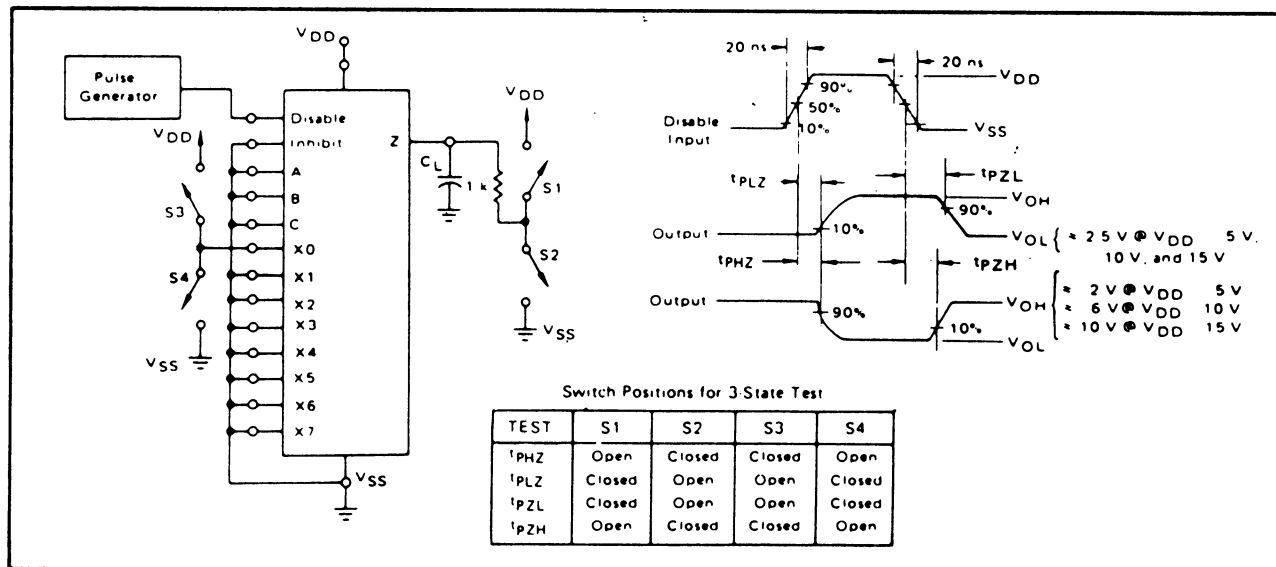 VDD
Pulse
Generator
VDD
Disable
Inhibit
A
B
C
X0
X1
X2
X3
X4
X5
X6
X7
Z
S3
S4
VSS
VSS
CL
1 k
VDD
S1
S2
VSS
20 ns
20 ns
VDD
90%
50%
10%
Disable
Input
VSS
tPLZ
tPZL
VOH
90%
10%
Output
VOL { ≈ 2 5 V @ VDD 5 V,
10 V, and 15 V
tPHZ
tPZH
Output
90%
10%
VOH
VOL
≈ 2 V @ VDD 5 V
≈ 6 V @ VDD 10 V
≈ 10 V @ VDD 15 V
Switch Positions for 3-State Test
TEST S1 S2 S3 S4
tPHZ Open Closed Closed Open
tPLZ Closed Open Open Closed
tPZL Closed Open Open Closed
tPZH Open Closed Closed Open